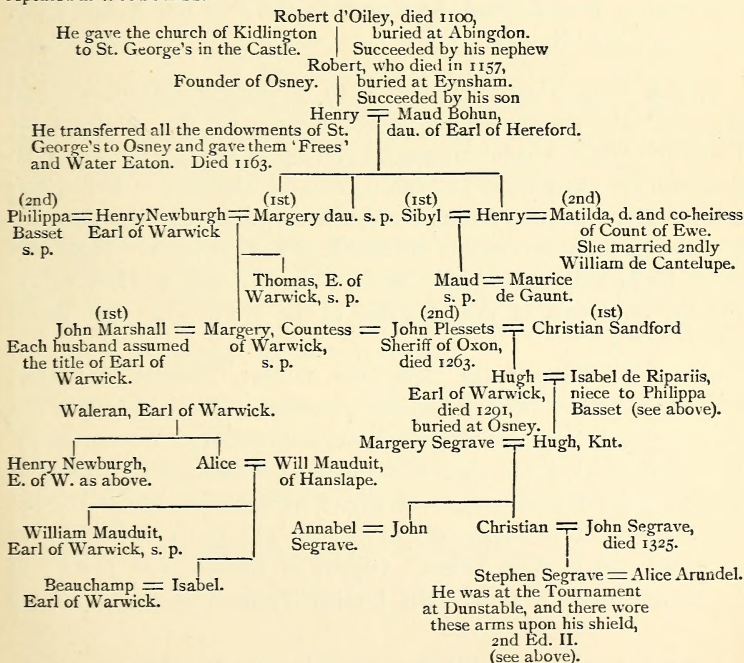 Robert d'Oiley, died 1100,
He gave the church of Kidlington buried at Abingdon.
to St. George's in the Castle. Succeeded by his nephew
Robert, who died in 1157,
Founder of Osney. buried at Eynsham.
Succeeded by his son
Henry = Maud Bohun,
He transferred all the endowments of St. dau. of Earl of Hereford.
George's to Osney and gave them 'Frees'
and Water Eaton. Died 1163.
(2nd) (1st) (1st) (2nd)
Philippa = Henry Newburgh = Margery dau. s. p. Sibyl = Henry = Matilda, d. and co-heiress
Basset Earl of Warwick of Count of Ewe.
s. p. She married 2ndly
William de Cantelupe.
Thomas, E. of Maud = Maurice
Warwick, s. p. s. p. de Gaunt.
(1st) (2nd) (1st)
John Marshall = Margery, Countess = John Plessets = Christian Sandford
Each husband assumed of Warwick, Sheriff of Oxon,
the title of Earl of s. p. died 1263.
Warwick.
Hugh = Isabel de Ripariis,
Earl of Warwick, niece to Philippa
died 1291, Basset (see above).
buried at Osney.
Waleran, Earl of Warwick.
Margery Segrave = Hugh, Knt.
Henry Newburgh, Alice = Will Mauduit,
E. of W. as above. of Hanslape.
William Mauduit, Annabel = John Christian = John Segrave,
Earl of Warwick, s. p. Segrave. died 1325.
Beauchamp = Isabel. Stephen Segrave = Alice Arundel.
Earl of Warwick. He was at the Tournament
at Dunstable, and there wore
these arms upon his shield,
2nd Ed. II.
(see above).